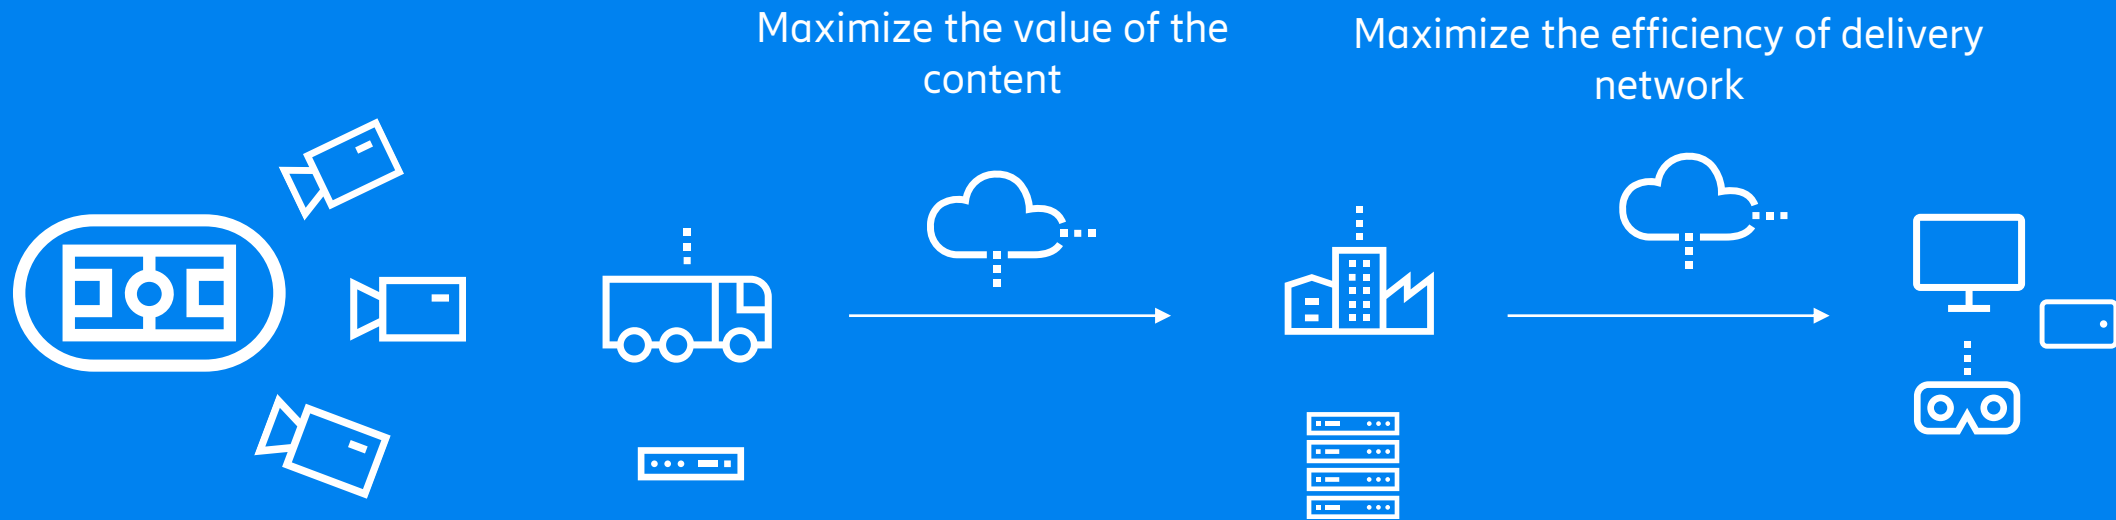 Maximize the value of the
content
Maximize the efficiency of delivery
network